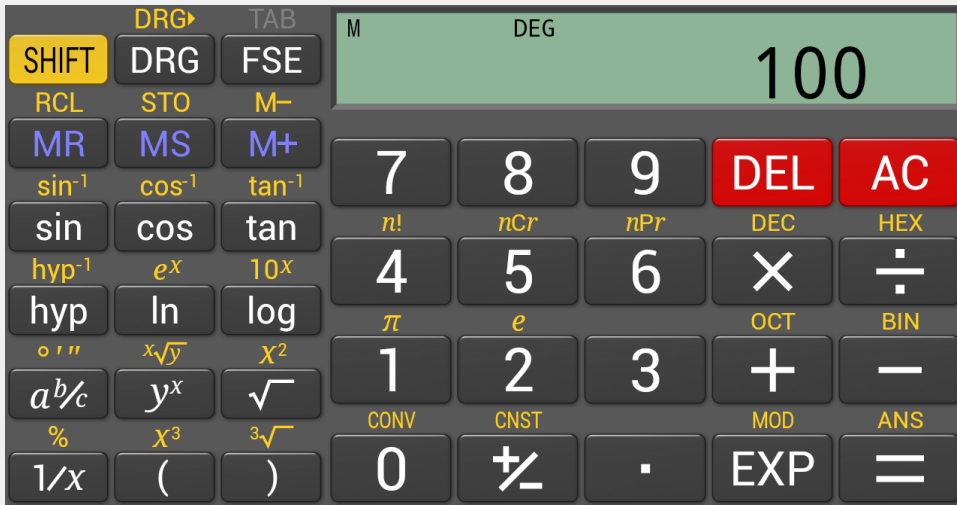 DRG▸ TAB
M DEG
SHIFT DRG FSE
100
RCL STO M−
MR MS M+
7 8 9 DEL AC
sin-1 cos-1 tan-1
sin cos tan
n! nCr nPr DEC HEX
4 5 6 × ÷
hyp-1 ex 10x
hyp ln log
π e OCT BIN
1 2 3 + −
° ' " x√y x2
ab/c yx √
CONV CNST MOD ANS
0 +/− . EXP =
% x3 3√
1/x ( )